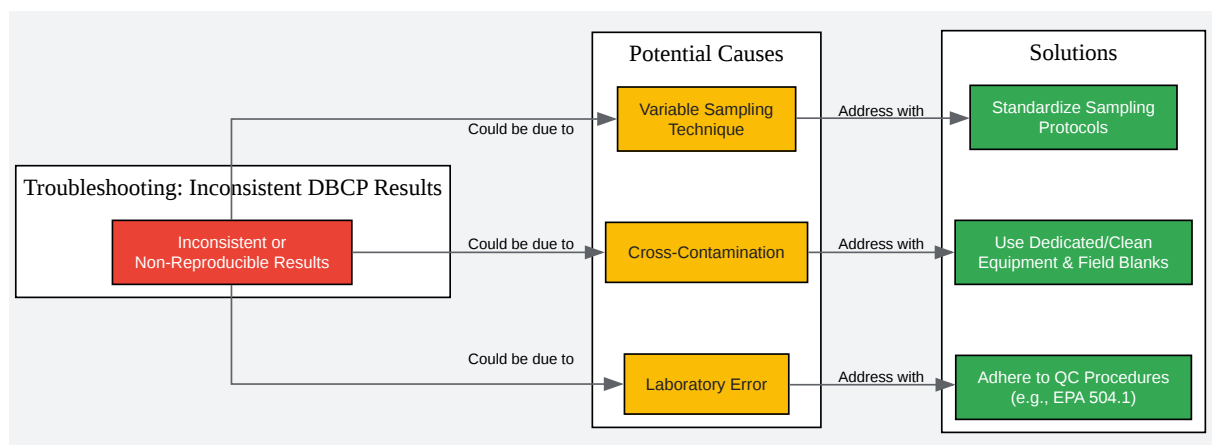 Potential Causes
Solutions
Variable Sampling
Technique
Could be due to
Address with
Standardize Sampling
Protocols
Troubleshooting: Inconsistent DBCP Results
Inconsistent or
Non-Reproducible Results
Could be due to
Cross-Contamination
Address with
Use Dedicated/Clean
Equipment & Field Blanks
Could be due to
Laboratory Error
Address with
Adhere to QC Procedures
(e.g., EPA 504.1)